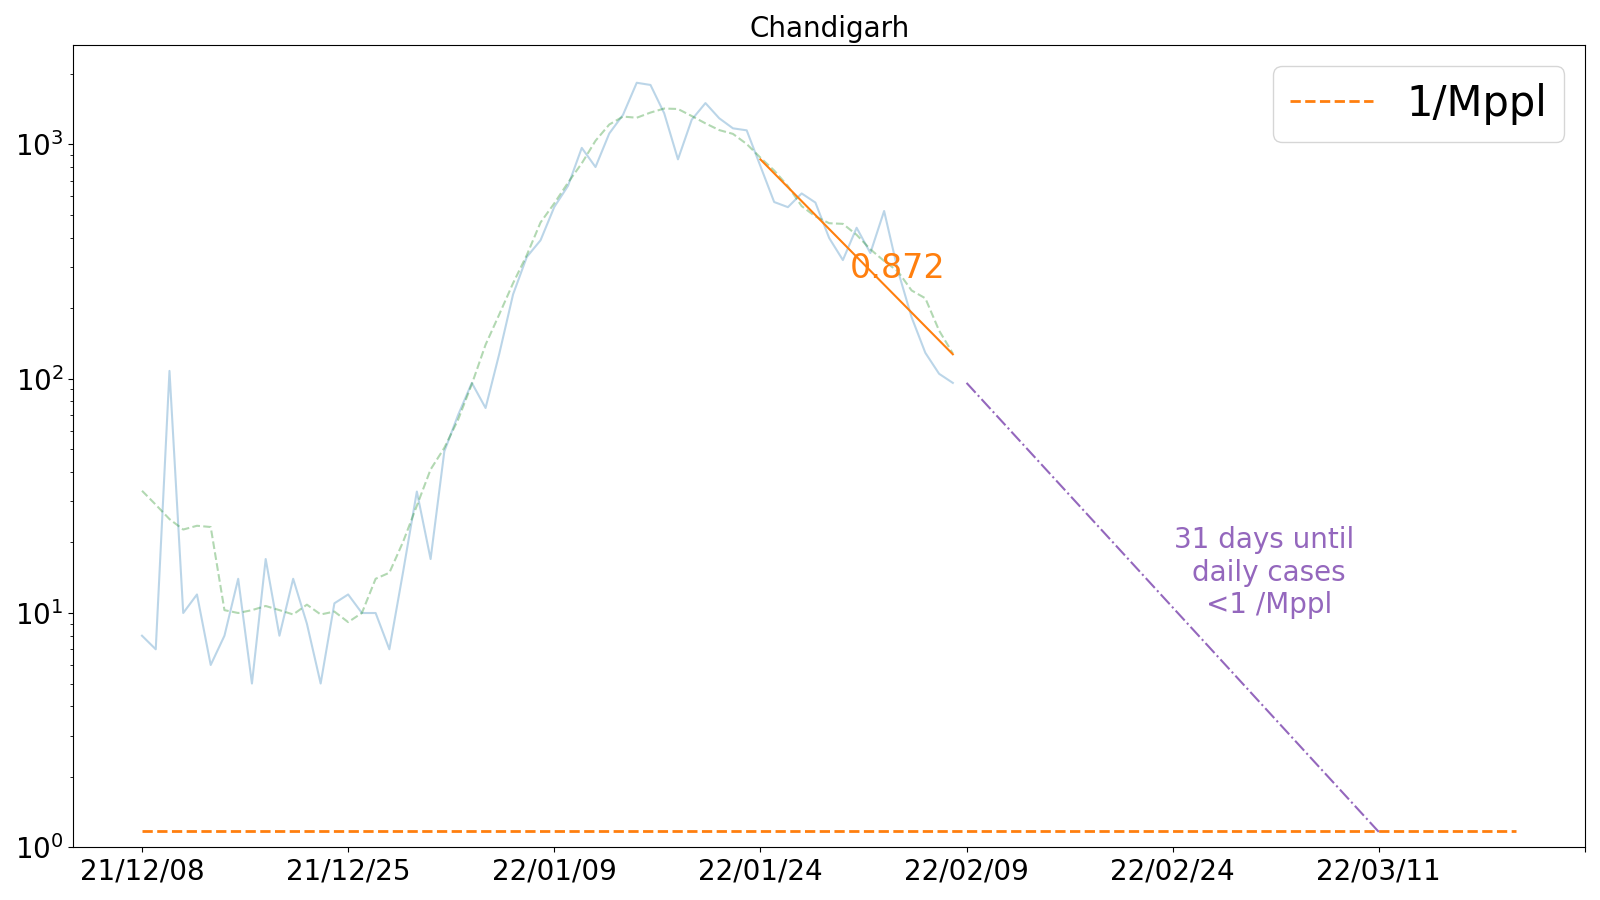 Chandigarh
1/Mppl
10³
10²
10¹
10⁰
0.872
31 days until
daily cases
<1 /Mppl
21/12/08
21/12/25
22/01/09
22/01/24
22/02/09
22/02/24
22/03/11